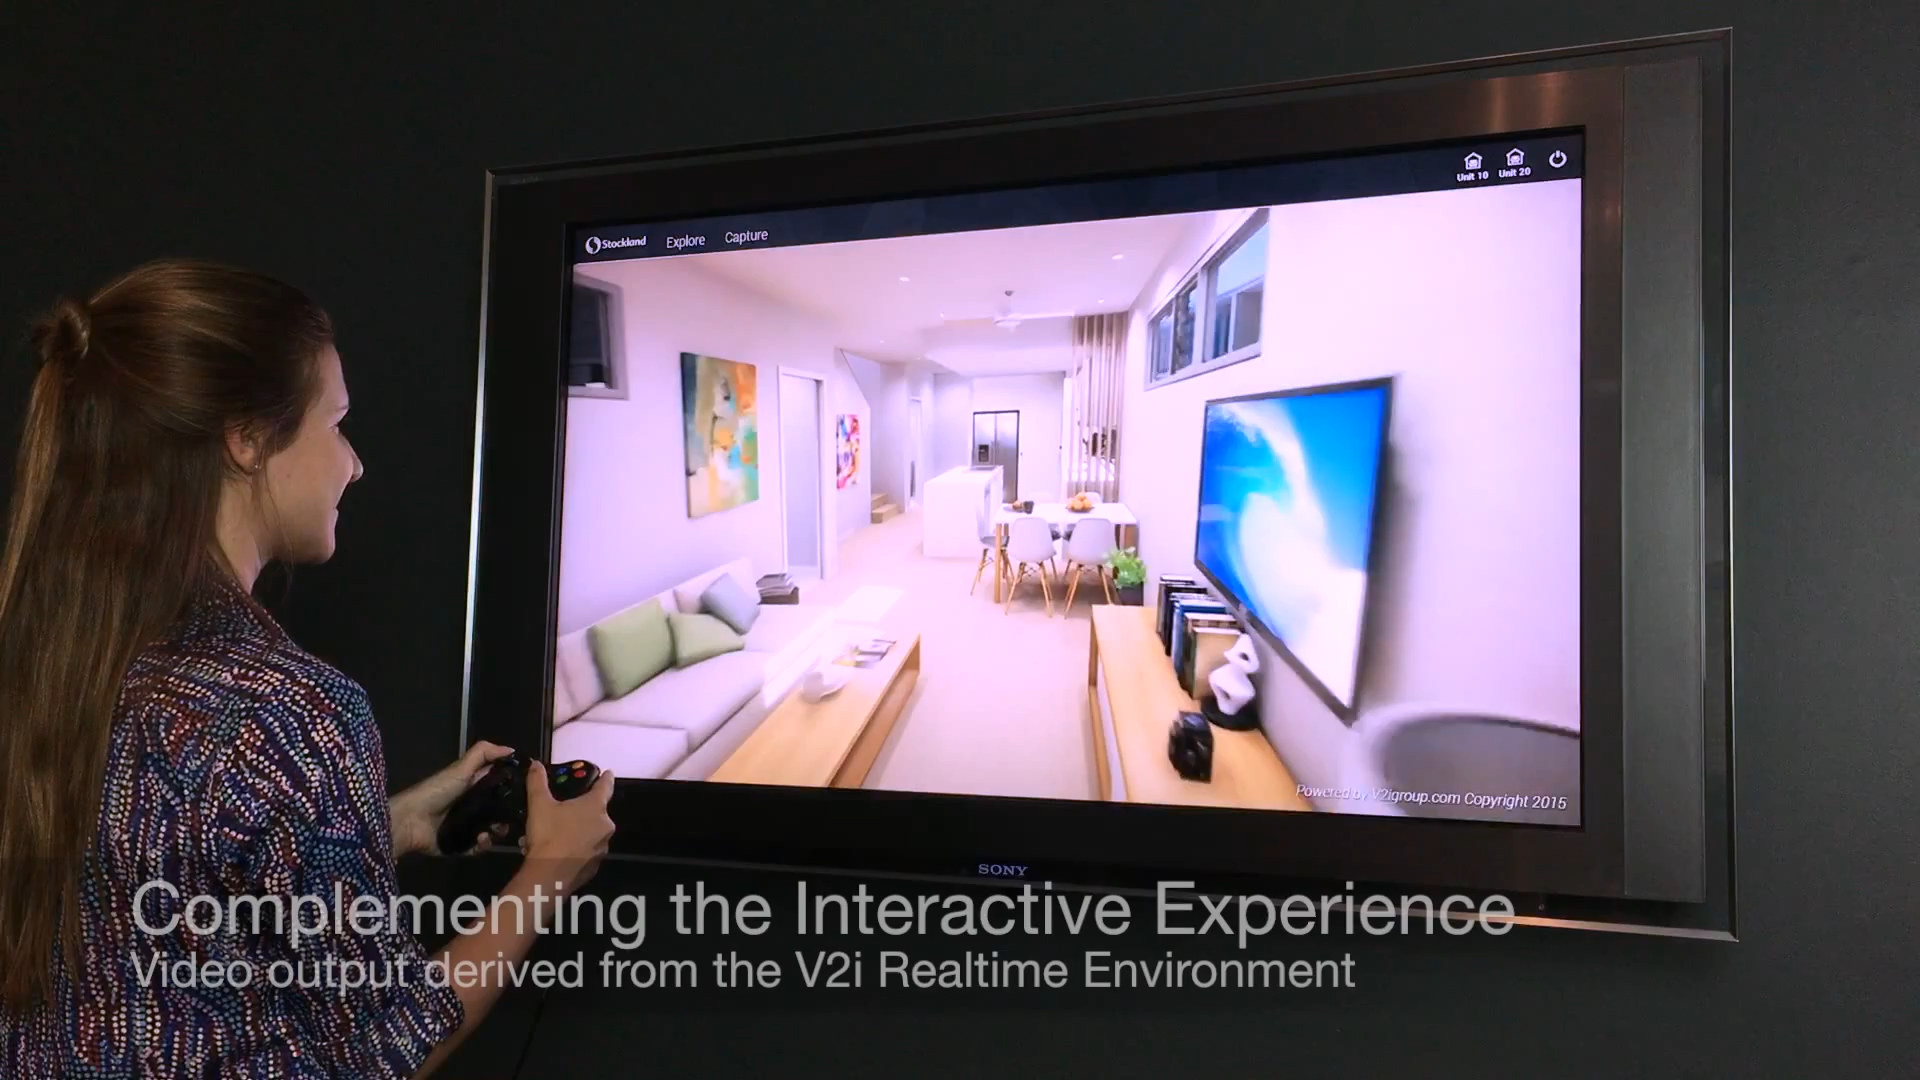 Unit 10
Unit 20
Stockland
Explore
Capture
Powered by V2igroup.com Copyright 2015
SONY
Complementing the Interactive Experience
Video output derived from the V2i Realtime Environment